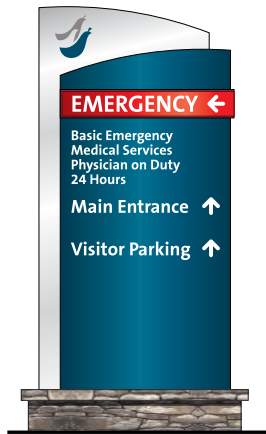 EMERGENCY ←
Basic Emergency
Medical Services
Physician on Duty
24 Hours
Main Entrance ↑
Visitor Parking ↑